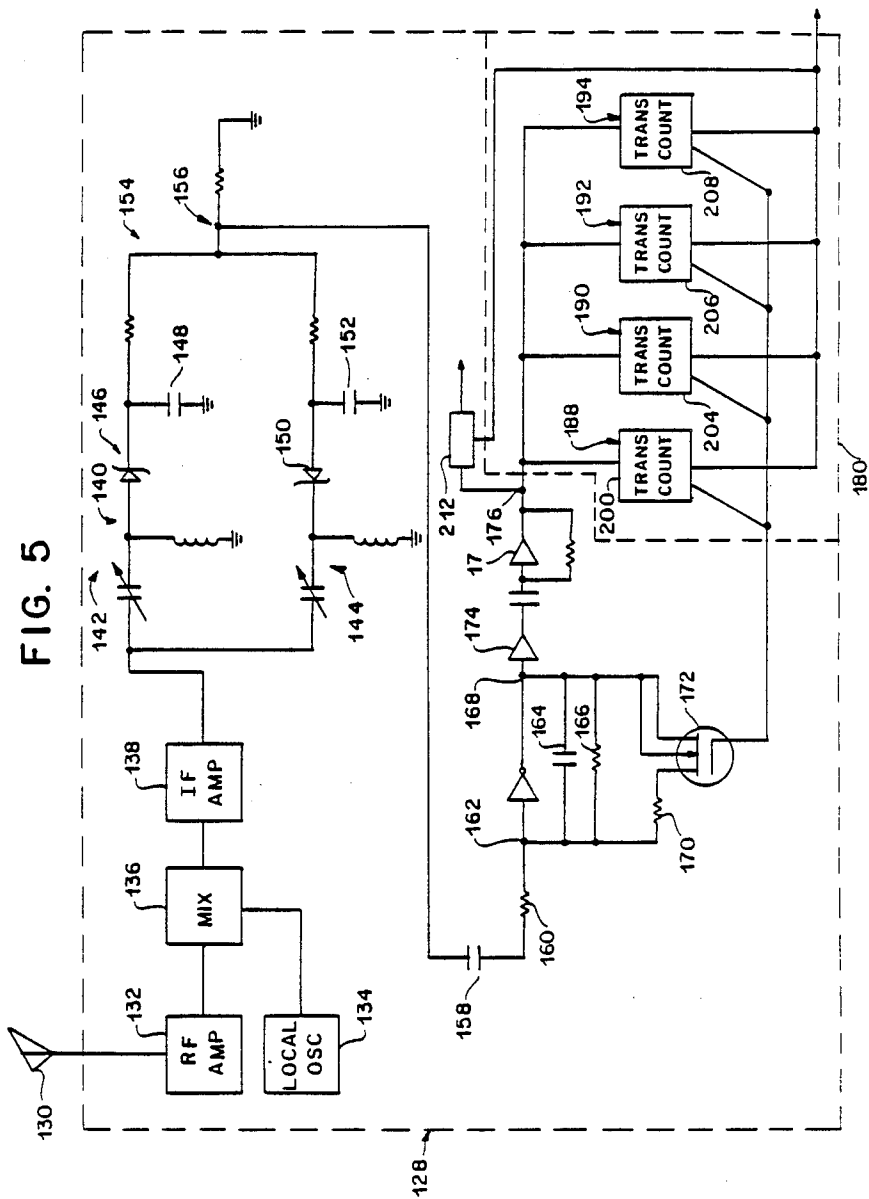 FIG. 5
130
132
RF
AMP
LOCAL
OSC
134
136
MIX
138
IF
AMP
142
140
146
148
144
150
152
154
156
128
158
160
162
164
166
168
170
172
174
17
176
212
180
188
200
TRANS
COUNT
190
204
TRANS
COUNT
192
206
TRANS
COUNT
194
208
TRANS
COUNT